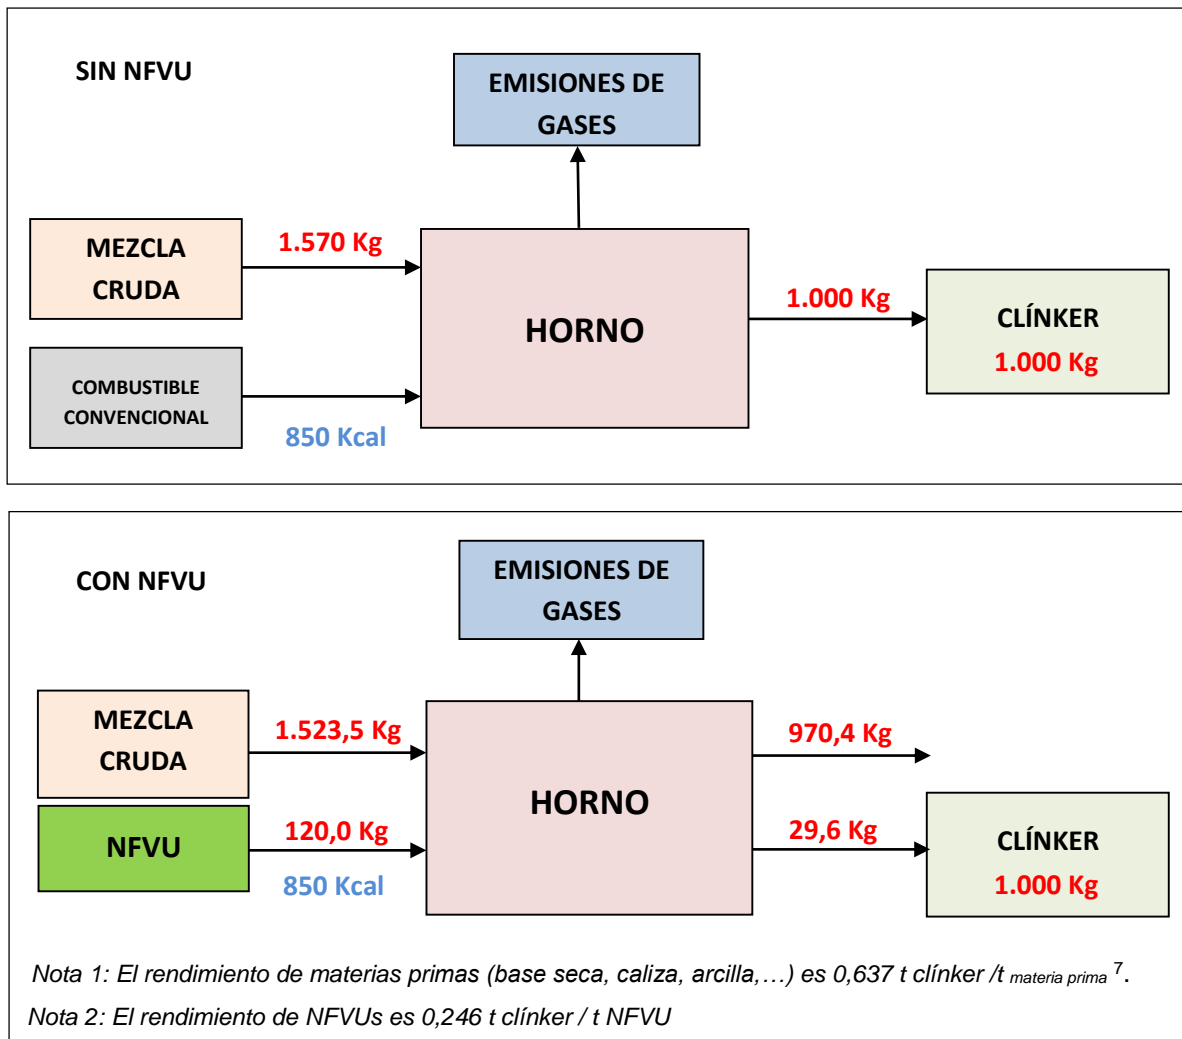 SIN NFVU
EMISIONES DE
GASES
MEZCLA
CRUDA
1.570 Kg
HORNO
1.000 Kg
CLÍNKER
1.000 Kg
COMBUSTIBLE
CONVENCIONAL
850 Kcal
CON NFVU
EMISIONES DE
GASES
MEZCLA
CRUDA
1.523,5 Kg
HORNO
970,4 Kg
NFVU
120,0 Kg
850 Kcal
29,6 Kg
CLÍNKER
1.000 Kg
Nota 1: El rendimiento de materias primas (base seca, caliza, arcilla,…) es 0,637 t clínker /t materia prima 7.
Nota 2: El rendimiento de NFVUs es 0,246 t clínker / t NFVU